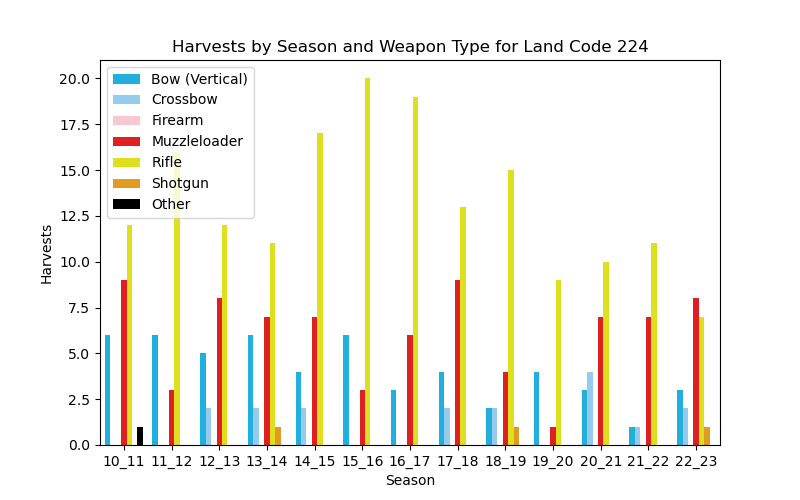 Harvests by Season and Weapon Type for Land Code 224
Harvests
20.0
17.5
15.0
12.5
10.0
7.5
5.0
2.5
0.0
Bow (Vertical)
Crossbow
Firearm
Muzzleloader
Rifle
Shotgun
Other
10_11 11_12 12_13 13_14 14_15 15_16 16_17 17_18 18_19 19_20 20_21 21_22 22_23
Season